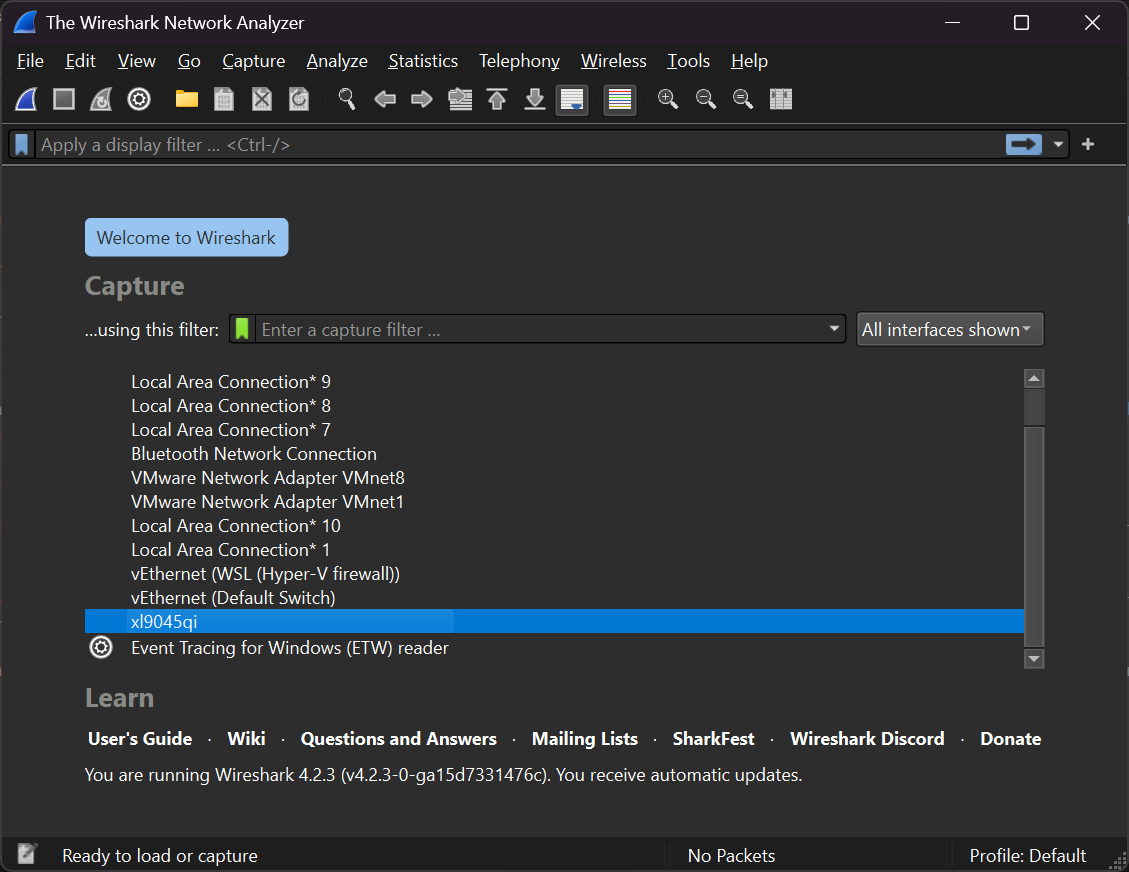 The Wireshark Network Analyzer
File Edit View Go Capture Analyze Statistics Telephony Wireless Tools Help
Apply a display filter ... <Ctrl-/>
Welcome to Wireshark
Capture
...using this filter: Enter a capture filter ... All interfaces shown
Local Area Connection* 9
Local Area Connection* 8
Local Area Connection* 7
Bluetooth Network Connection
VMware Network Adapter VMnet8
VMware Network Adapter VMnet1
Local Area Connection* 10
Local Area Connection* 1
vEthernet (WSL (Hyper-V firewall))
vEthernet (Default Switch)
xl9045qi
Event Tracing for Windows (ETW) reader
Learn
User's Guide · Wiki · Questions and Answers · Mailing Lists · SharkFest · Wireshark Discord · Donate
You are running Wireshark 4.2.3 (v4.2.3-0-ga15d7331476c). You receive automatic updates.
Ready to load or capture No Packets Profile: Default